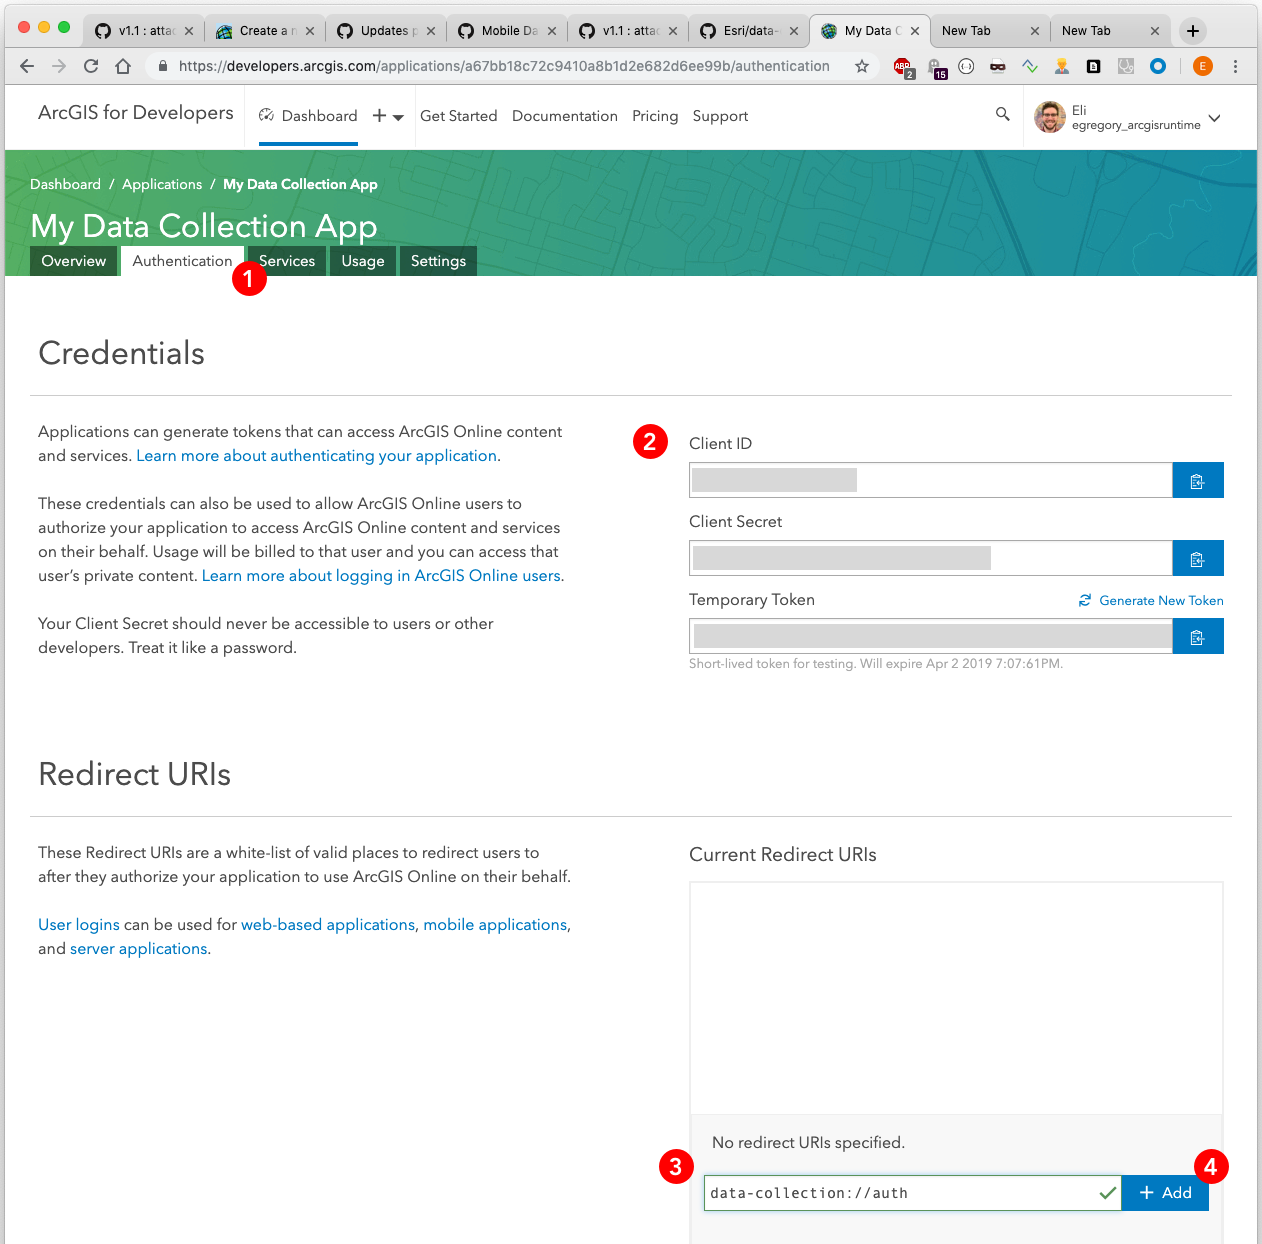 v1.1 : attac
Create a n
Updates p
Mobile Da
v1.1 : attac
Esri/data-
My Data C
New Tab
New Tab
https://developers.arcgis.com/applications/a67bb18c72c9410a8b1d2e682d6ee99b/authentication
ABP
2
15
E
ArcGIS for Developers
Dashboard
Get Started
Documentation
Pricing
Support
Eli
egregory_arcgisruntime
Dashboard / Applications / My Data Collection App
My Data Collection App
Overview
Authentication
Services
Usage
Settings
1
Credentials
Applications can generate tokens that can access ArcGIS Online content
and services. Learn more about authenticating your application.
These credentials can also be used to allow ArcGIS Online users to
authorize your application to access ArcGIS Online content and services
on their behalf. Usage will be billed to that user and you can access that
user's private content. Learn more about logging in ArcGIS Online users.
Your Client Secret should never be accessible to users or other
developers. Treat it like a password.
2
Client ID
Client Secret
Temporary Token
Generate New Token
Short-lived token for testing. Will expire Apr 2 2019 7:07:61PM.
Redirect URIs
These Redirect URIs are a white-list of valid places to redirect users to
after they authorize your application to use ArcGIS Online on their behalf.
User logins can be used for web-based applications, mobile applications,
and server applications.
Current Redirect URIs
No redirect URIs specified.
3
data-collection://auth
+ Add
4